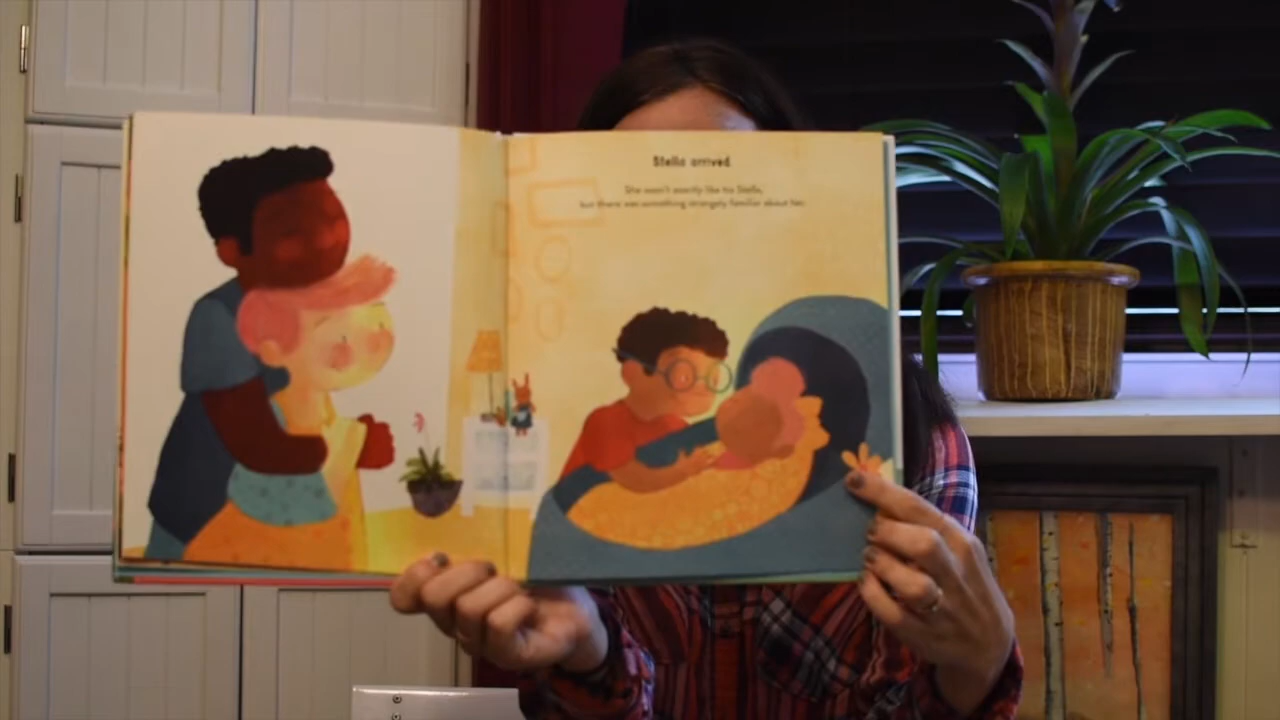 Stella arrived
She wasn't exactly like his Stella,
but there was something strangely familiar about her.